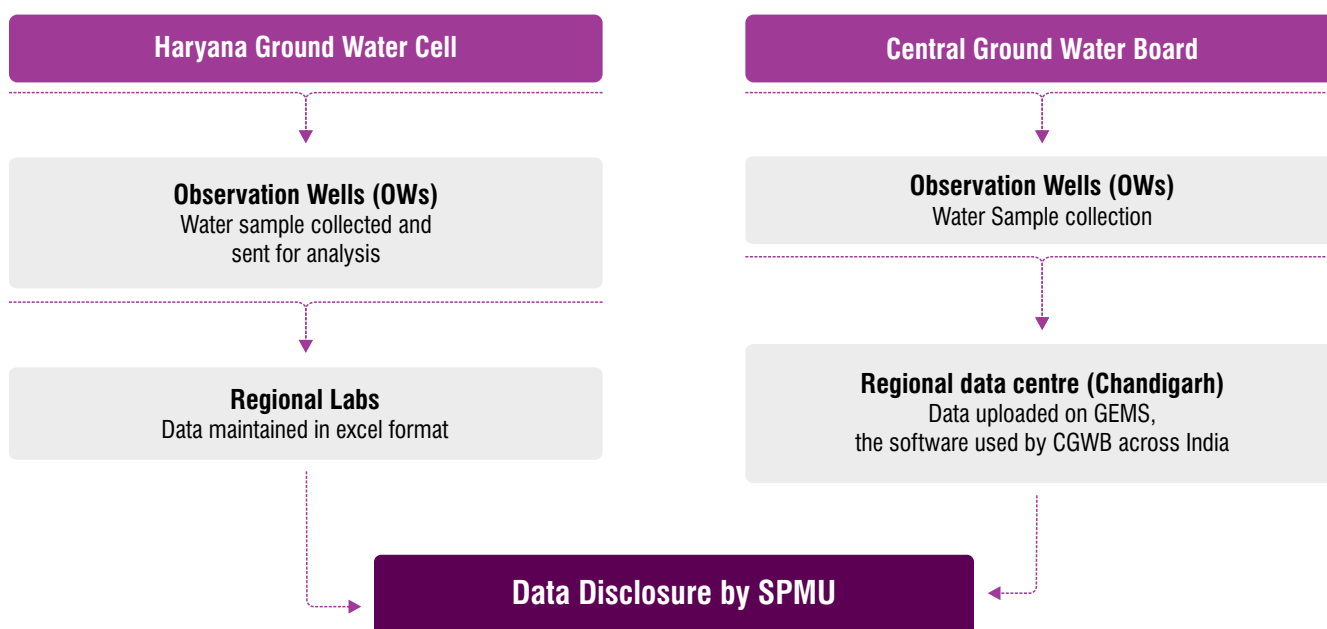 Haryana Ground Water Cell
Observation Wells (OWs)
Water sample collected and
sent for analysis
Regional Labs
Data maintained in excel format
Central Ground Water Board
Observation Wells (OWs)
Water Sample collection
Regional data centre (Chandigarh)
Data uploaded on GEMS,
the software used by CGWB across India
Data Disclosure by SPMU